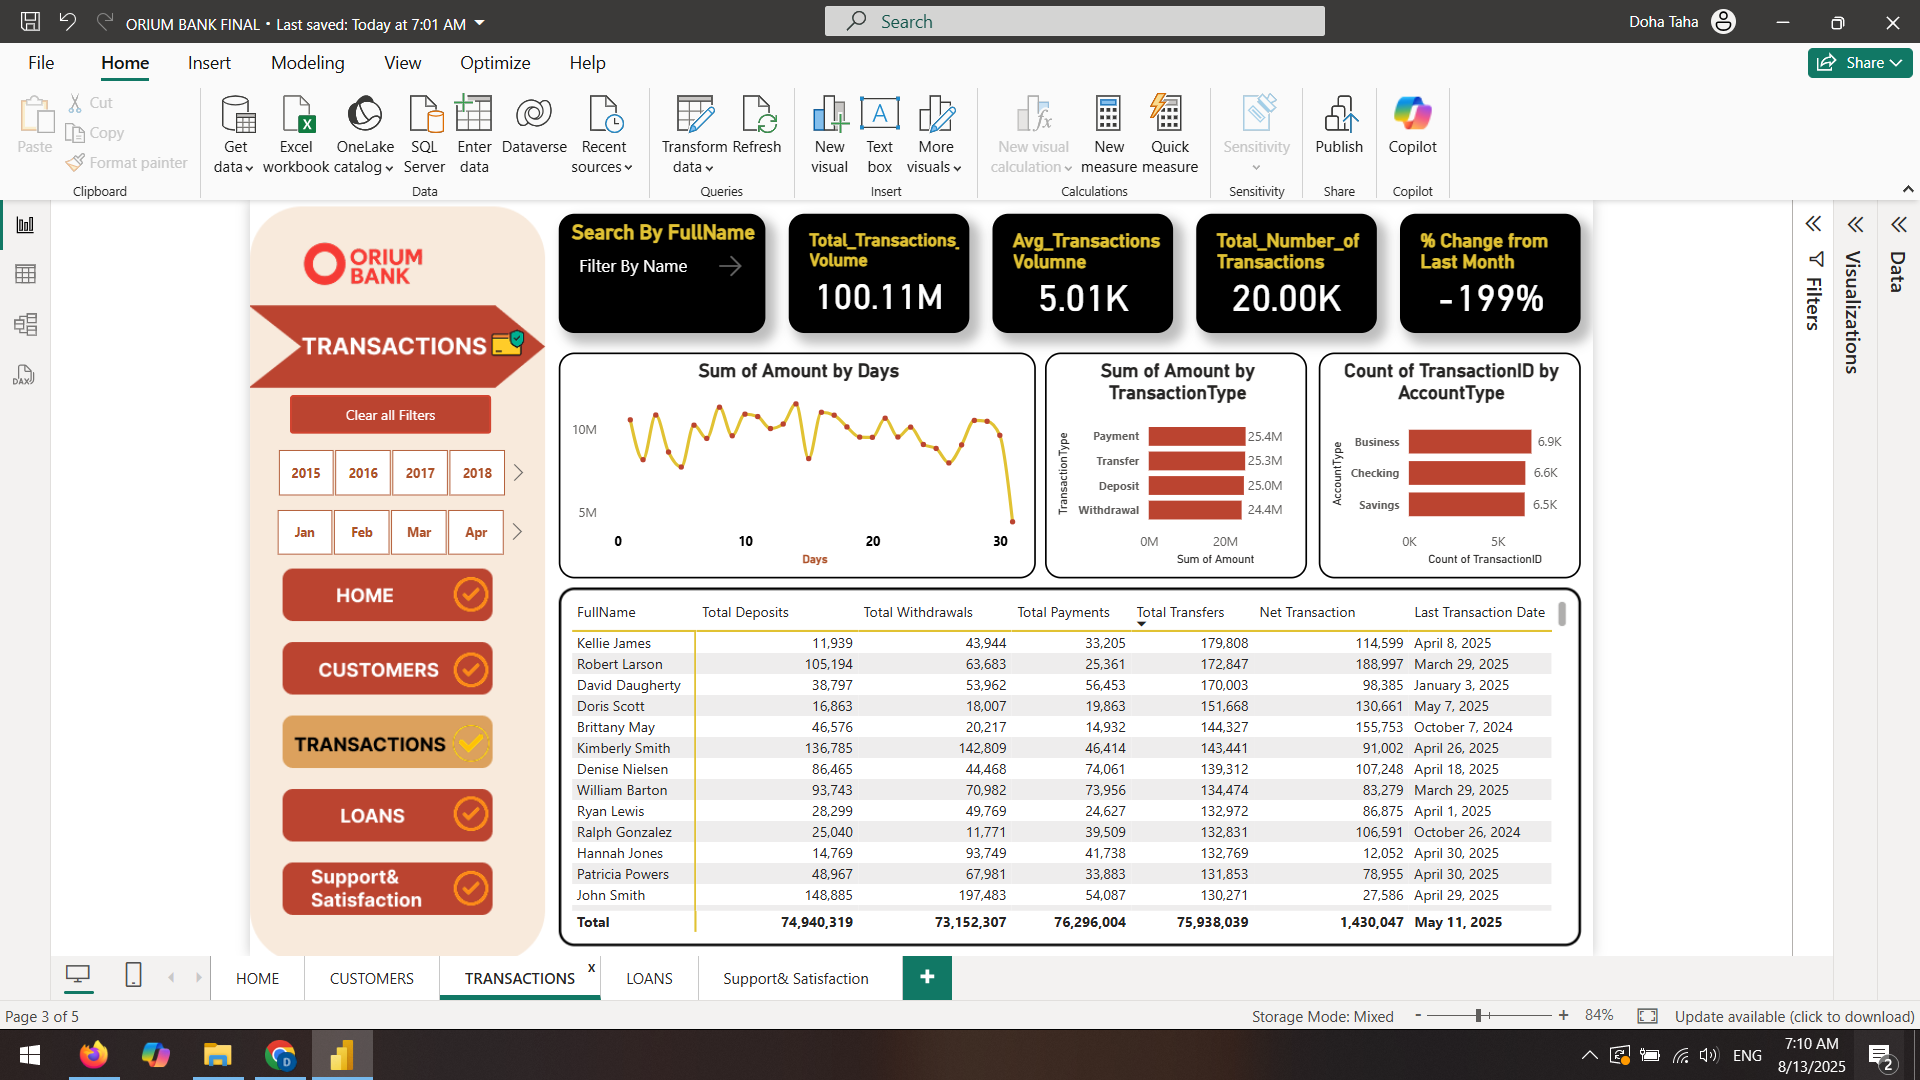 ORIUM BANK FINAL • Last saved: Today at 7:01 AM
Search
Doha Taha
File
Home
Insert
Modeling
View
Optimize
Help
Share
Paste
Cut
Copy
Format painter
Clipboard
Get data
Excel workbook
OneLake catalog
SQL Server
Enter data
Dataverse
Recent sources
Data
Transform data
Refresh
Queries
New visual
Text box
More visuals
Insert
New visual calculation
New measure
Quick measure
Calculations
Sensitivity
Sensitivity
Publish
Share
Copilot
Copilot
ORIUM
BANK
TRANSACTIONS
Clear all Filters
2015 2016 2017 2018
Jan Feb Mar Apr
HOME
CUSTOMERS
TRANSACTIONS
LOANS
Support&
Satisfaction
Search By FullName
Filter By Name
Total_Transactions_
Volume
100.11M
Avg_Transactions
Volumne
5.01K
Total_Number_of
Transactions
20.00K
% Change from
Last Month
-199%
Sum of Amount by Days
10M
5M
0 10 20 30
Days
Sum of Amount by
TransactionType
TransactionType
Payment 25.4M
Transfer 25.3M
Deposit 25.0M
Withdrawal 24.4M
0M 20M
Sum of Amount
Count of TransactionID by
AccountType
AccountType
Business 6.9K
Checking 6.6K
Savings 6.5K
0K 5K
Count of TransactionID
FullName Total Deposits Total Withdrawals Total Payments Total Transfers Net Transaction Last Transaction Date
Kellie James 11,939 43,944 33,205 179,808 114,599 April 8, 2025
Robert Larson 105,194 63,683 25,361 172,847 188,997 March 29, 2025
David Daugherty 38,797 53,962 56,453 170,003 98,385 January 3, 2025
Doris Scott 16,863 18,007 19,863 151,668 130,661 May 7, 2025
Brittany May 46,576 20,217 14,932 144,327 155,753 October 7, 2024
Kimberly Smith 136,785 142,809 46,414 143,441 91,002 April 26, 2025
Denise Nielsen 86,465 44,468 74,061 139,312 107,248 April 18, 2025
William Barton 93,743 70,982 73,956 134,474 83,279 March 29, 2025
Ryan Lewis 28,299 49,769 24,627 132,972 86,875 April 1, 2025
Ralph Gonzalez 25,040 11,771 39,509 132,831 106,591 October 26, 2024
Hannah Jones 14,769 93,749 41,738 132,769 12,052 April 30, 2025
Patricia Powers 48,967 67,981 33,883 131,853 78,955 April 30, 2025
John Smith 148,885 197,483 54,087 130,271 27,586 April 29, 2025
Total 74,940,319 73,152,307 76,296,004 75,938,039 1,430,047 May 11, 2025
Filters
Visualizations
Data
DAX
HOME
CUSTOMERS
TRANSACTIONS x
LOANS
Support& Satisfaction
+
Page 3 of 5
Storage Mode: Mixed
- + 84%
Update available (click to download)
ENG
7:10 AM
8/13/2025
2